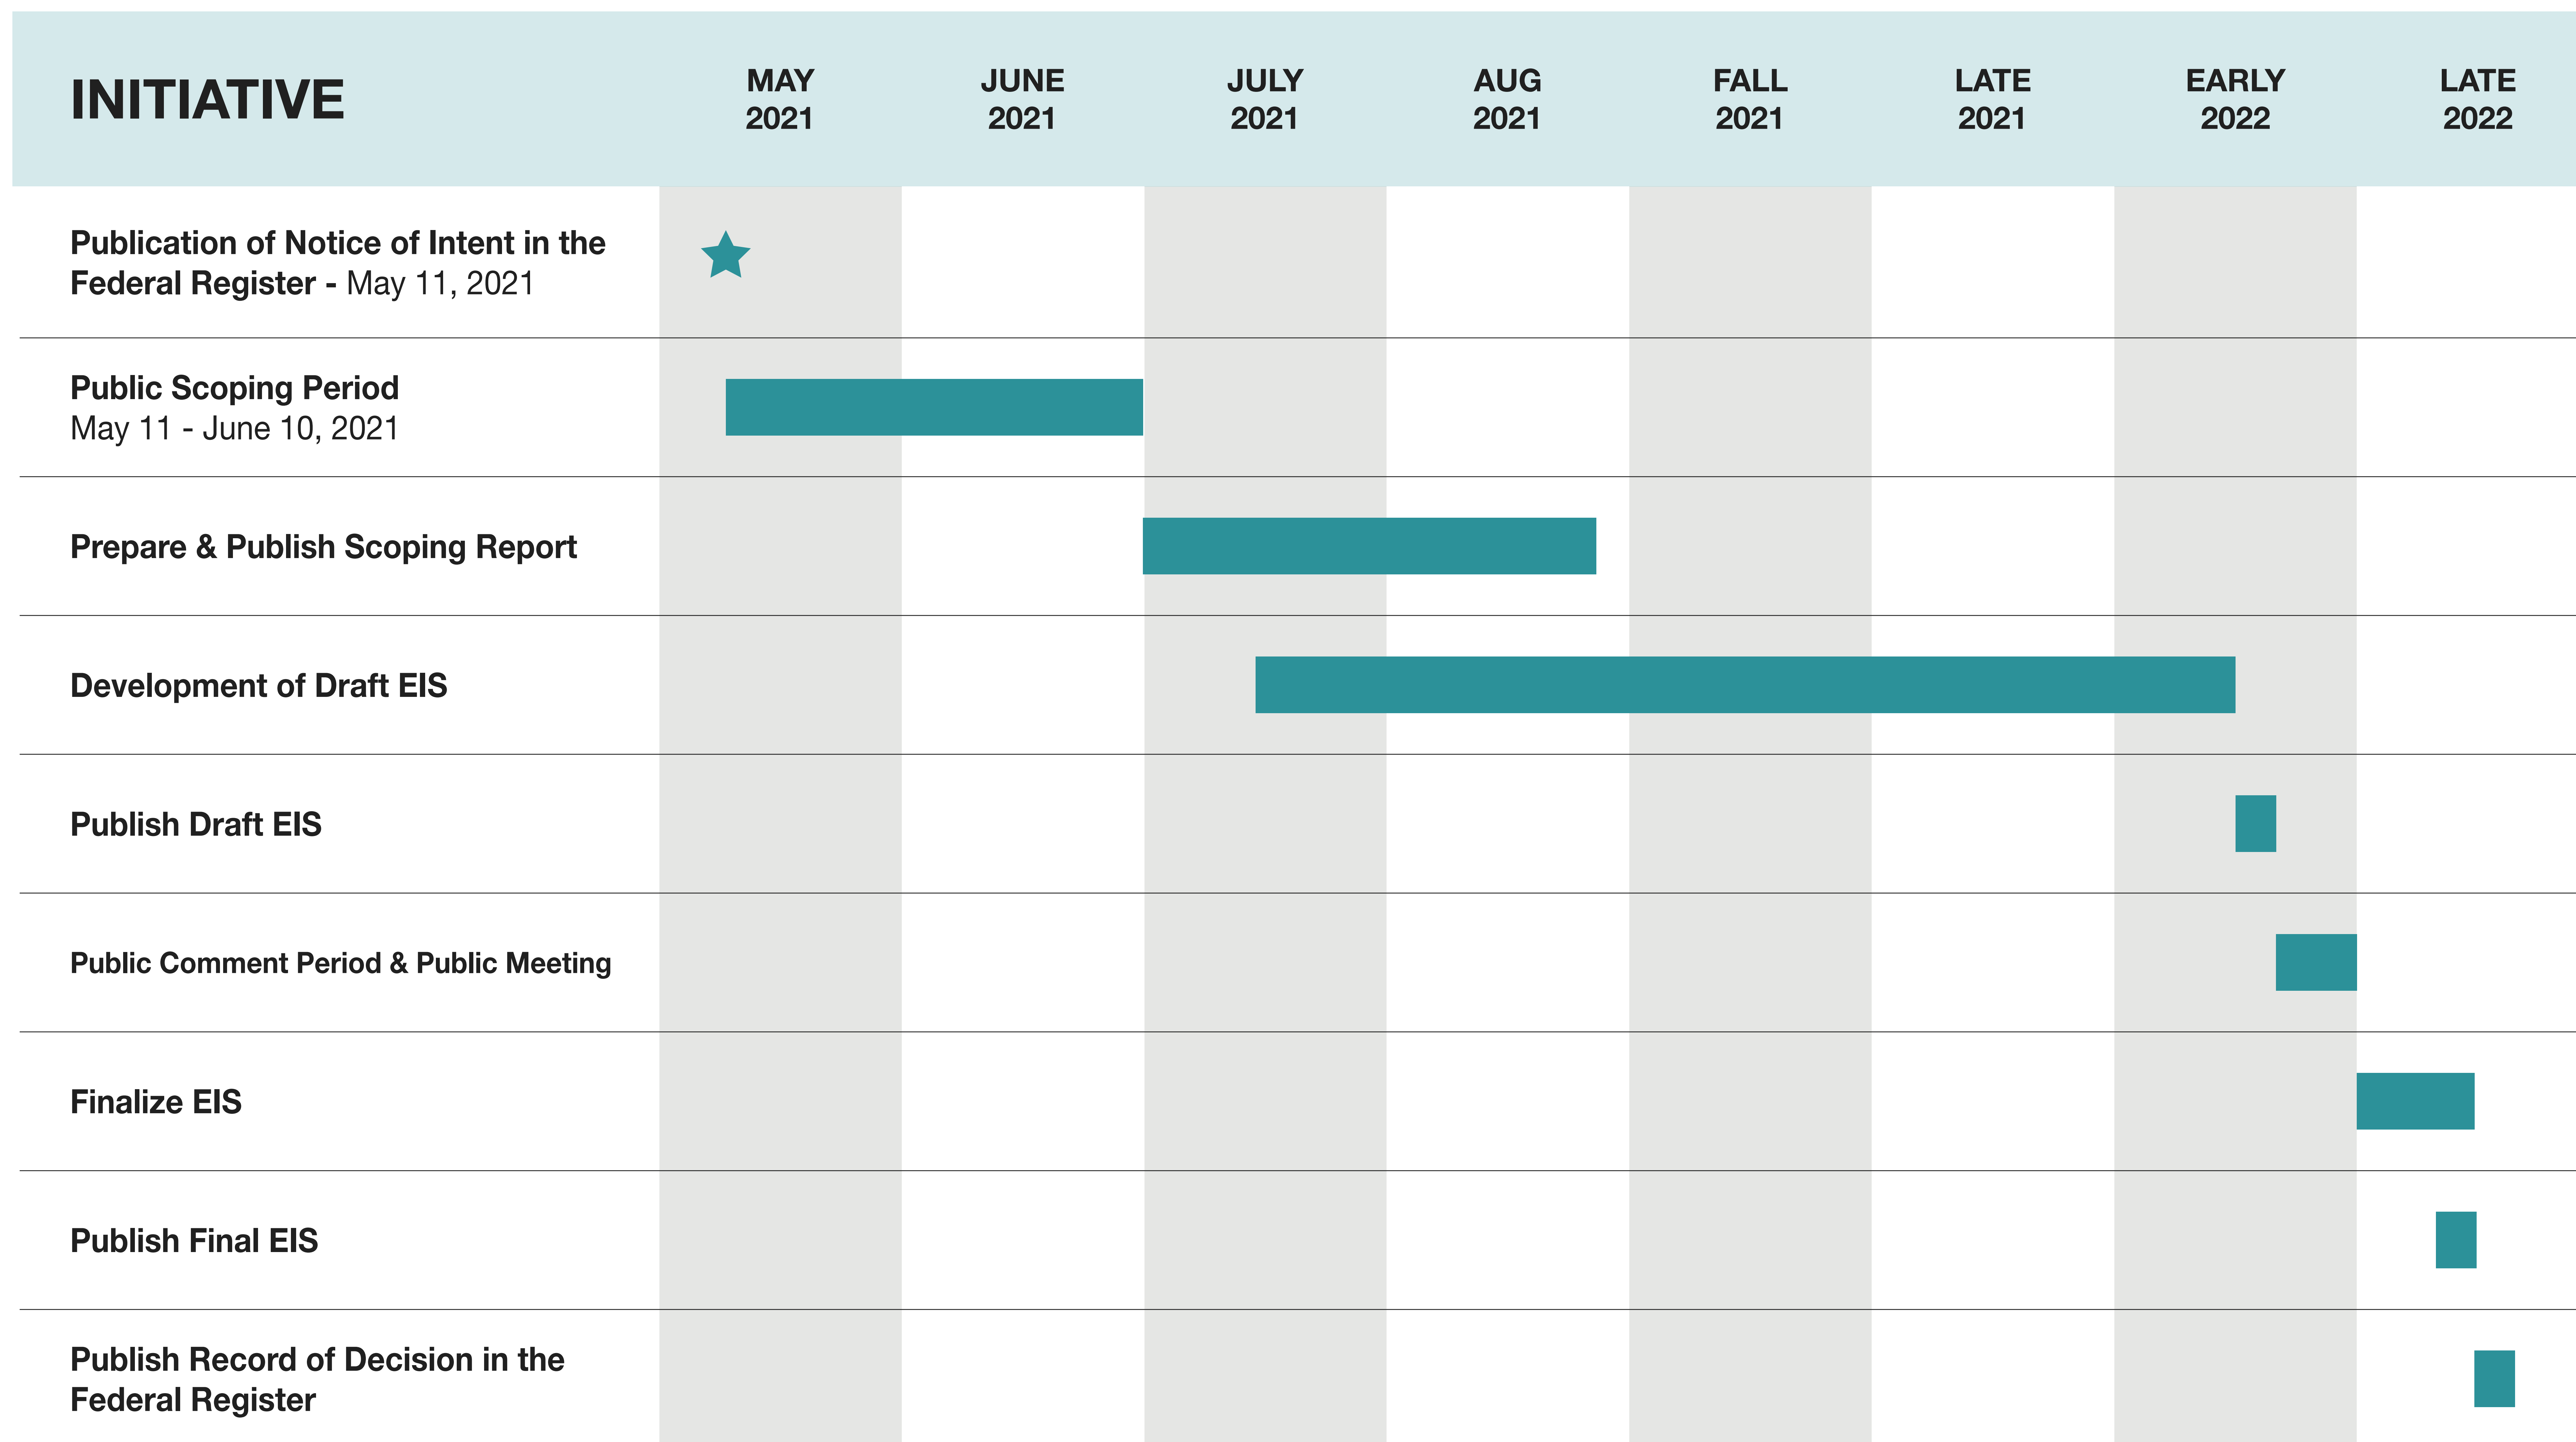 INITIATIVE
MAY
2021
JUNE
2021
JULY
2021
AUG
2021
FALL
2021
LATE
2021
EARLY
2022
LATE
2022
Publication of Notice of Intent in the
Federal Register - May 11, 2021
Public Scoping Period
May 11 - June 10, 2021
Prepare & Publish Scoping Report
Development of Draft EIS
Publish Draft EIS
Public Comment Period & Public Meeting
Finalize EIS
Publish Final EIS
Publish Record of Decision in the
Federal Register